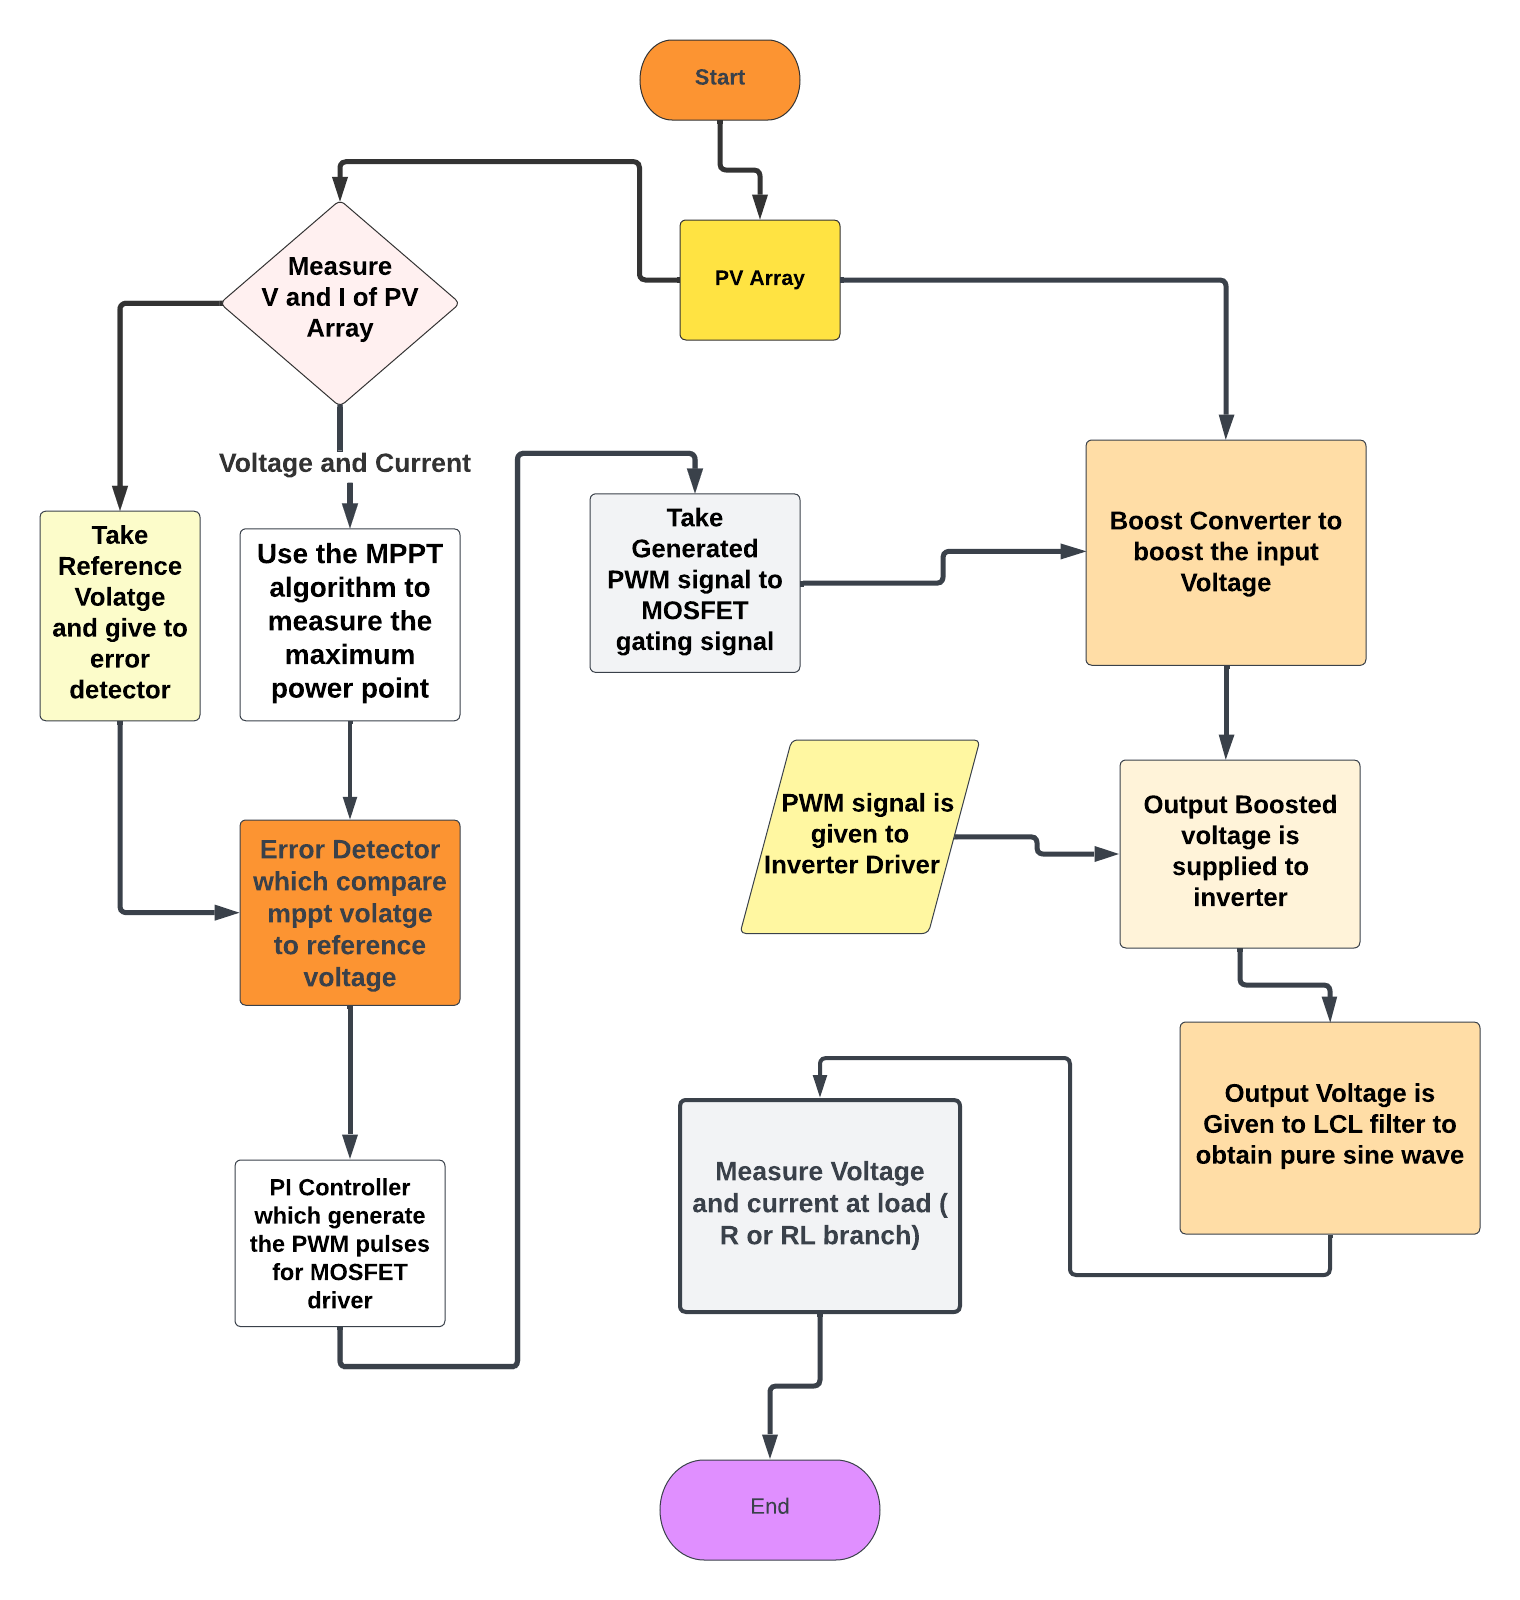 Start
PV Array
Measure
V and I of PV
Array
Voltage and Current
Take
Reference
Volatge
and give to
error
detector
Use the MPPT
algorithm to
measure the
maximum
power point
Error Detector
which compare
mppt volatge
to reference
voltage
PI Controller
which generate
the PWM pulses
for MOSFET
driver
Take
Generated
PWM signal to
MOSFET
gating signal
Boost Converter to
boost the input
Voltage
PWM signal is
given to
Inverter Driver
Output Boosted
voltage is
supplied to
inverter
Output Voltage is
Given to LCL filter to
obtain pure sine wave
Measure Voltage
and current at load (
R or RL branch)
End